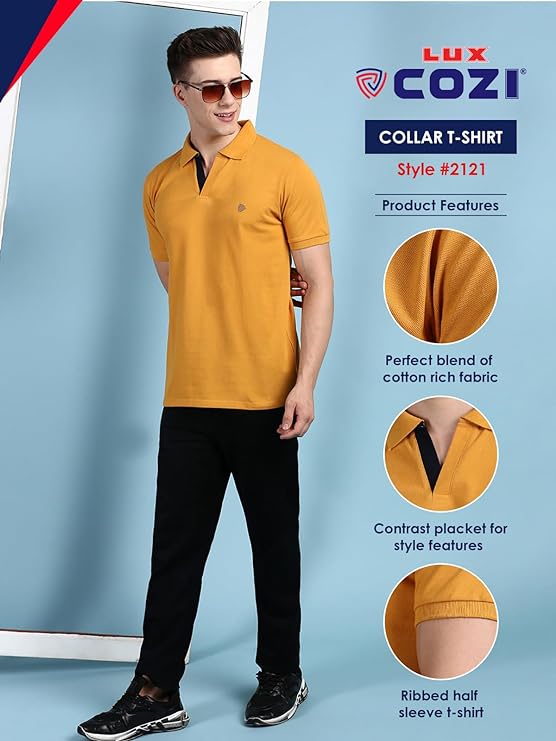 LUX
COZI®
COLLAR T-SHIRT
Style #2121
Product Features
Perfect blend of
cotton rich fabric
Contrast placket for
style features
Ribbed half
sleeve t-shirt